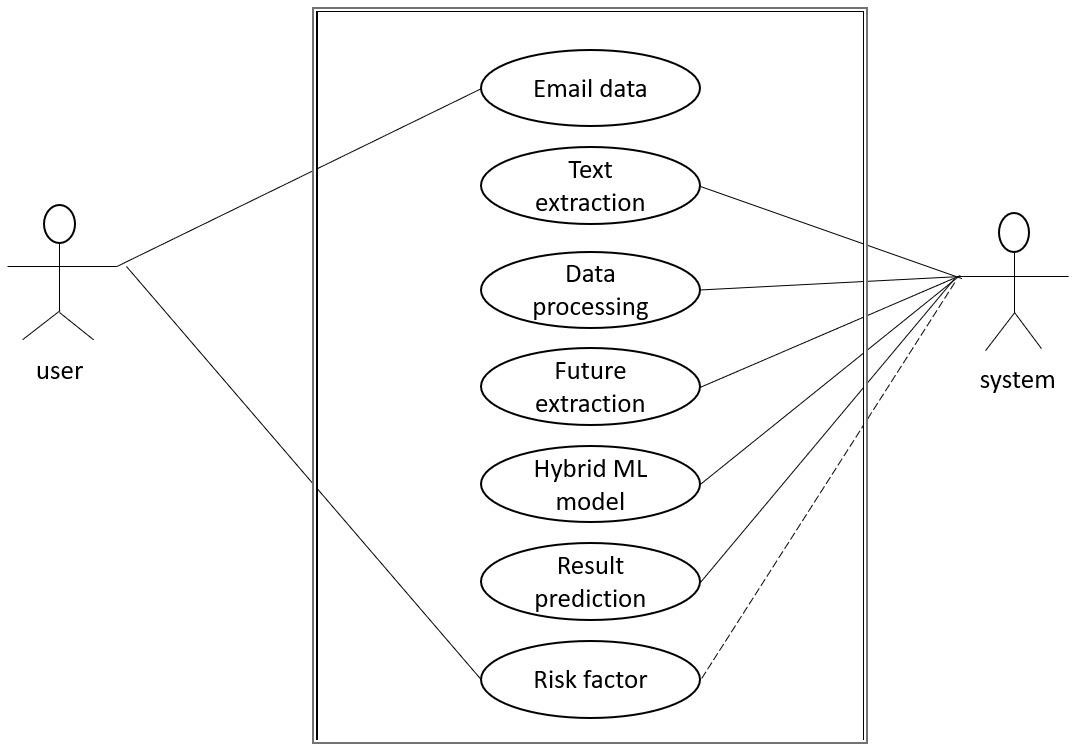 Email data
Text
extraction
Data
processing
Future
extraction
Hybrid ML
model
Result
prediction
Risk factor
user
system